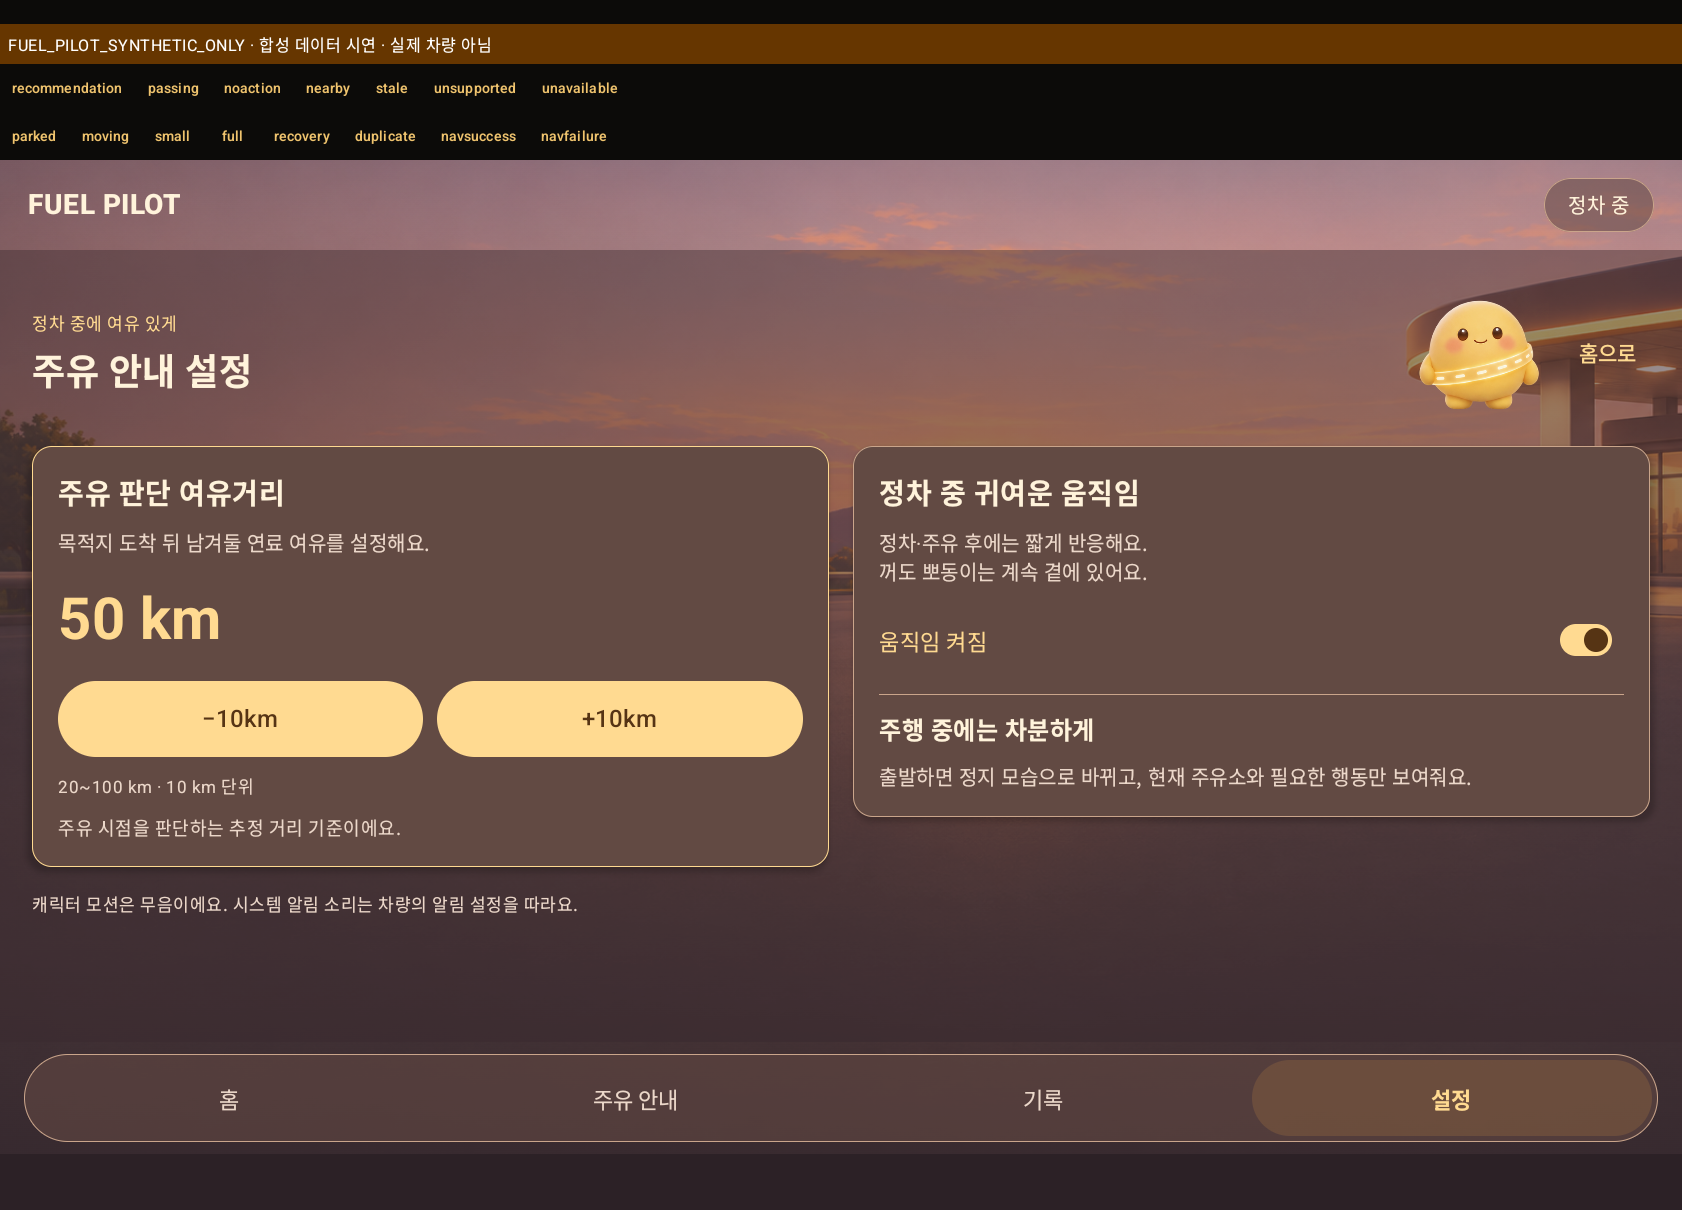 FUEL_PILOT_SYNTHETIC_ONLY · 합성 데이터 시연 · 실제 차량 아님
recommendation passing noaction nearby stale unsupported unavailable
parked moving small full recovery duplicate navsuccess navfailure
FUEL PILOT
정차 중
정차 중에 여유 있게
주유 안내 설정
홈으로
주유 판단 여유거리
목적지 도착 뒤 남겨둘 연료 여유를 설정해요.
50 km
−10km +10km
20~100 km · 10 km 단위
주유 시점을 판단하는 추정 거리 기준이에요.
정차 중 귀여운 움직임
정차·주유 후에는 짧게 반응해요.
꺼도 뽀동이는 계속 곁에 있어요.
움직임 켜짐
주행 중에는 차분하게
출발하면 정지 모습으로 바뀌고, 현재 주유소와 필요한 행동만 보여줘요.
캐릭터 모션은 무음이에요. 시스템 알림 소리는 차량의 알림 설정을 따라요.
홈 주유 안내 기록 설정